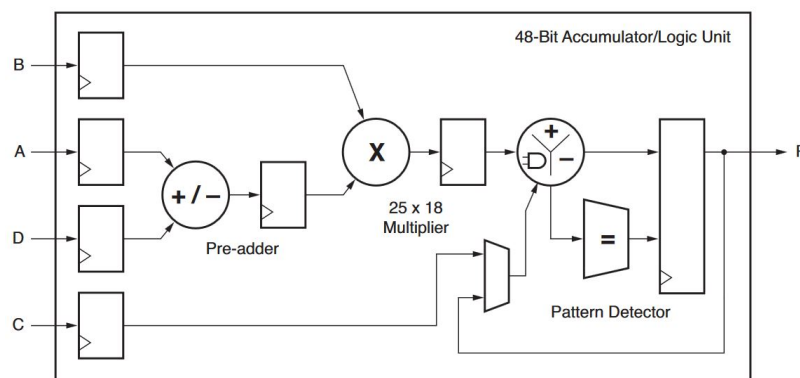 48-Bit Accumulator/Logic Unit
B
A
D
C
+ / −
Pre-adder
X
25 x 18
Multiplier
+
−
=
Pattern Detector
P